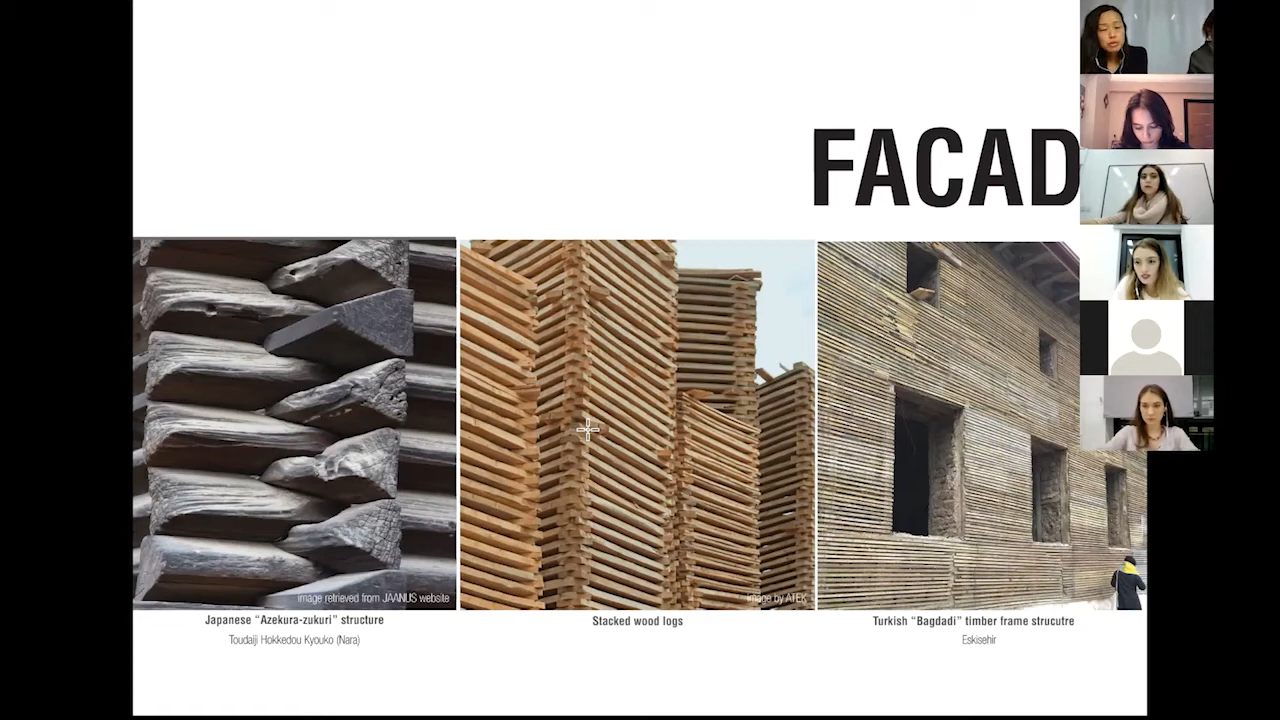 FACAD
image retrieved from JAANUS website
image by ATEK
Japanese “Azekura-zukuri” structure
Toudaiji Hokkedou Kyouko (Nara)
Stacked wood logs
Turkish “Bagdadi” timber frame strucutre
Eskisehir